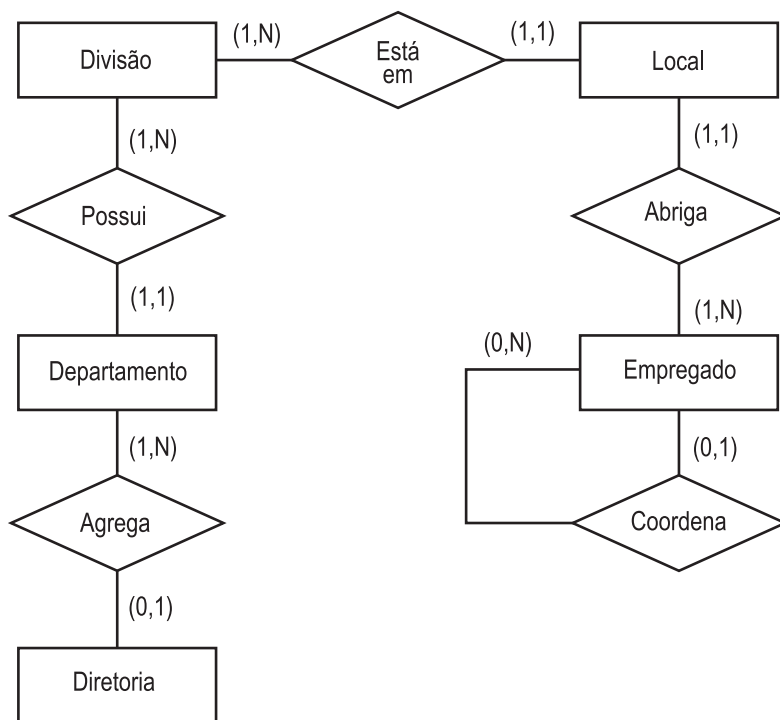 Divisão
(1,N)
Está
em
(1,1)
Local
(1,N)
(1,1)
Possui
Abriga
(1,1)
(1,N)
Departamento
(0,N)
Empregado
(1,N)
(0,1)
Agrega
Coordena
(0,1)
Diretoria